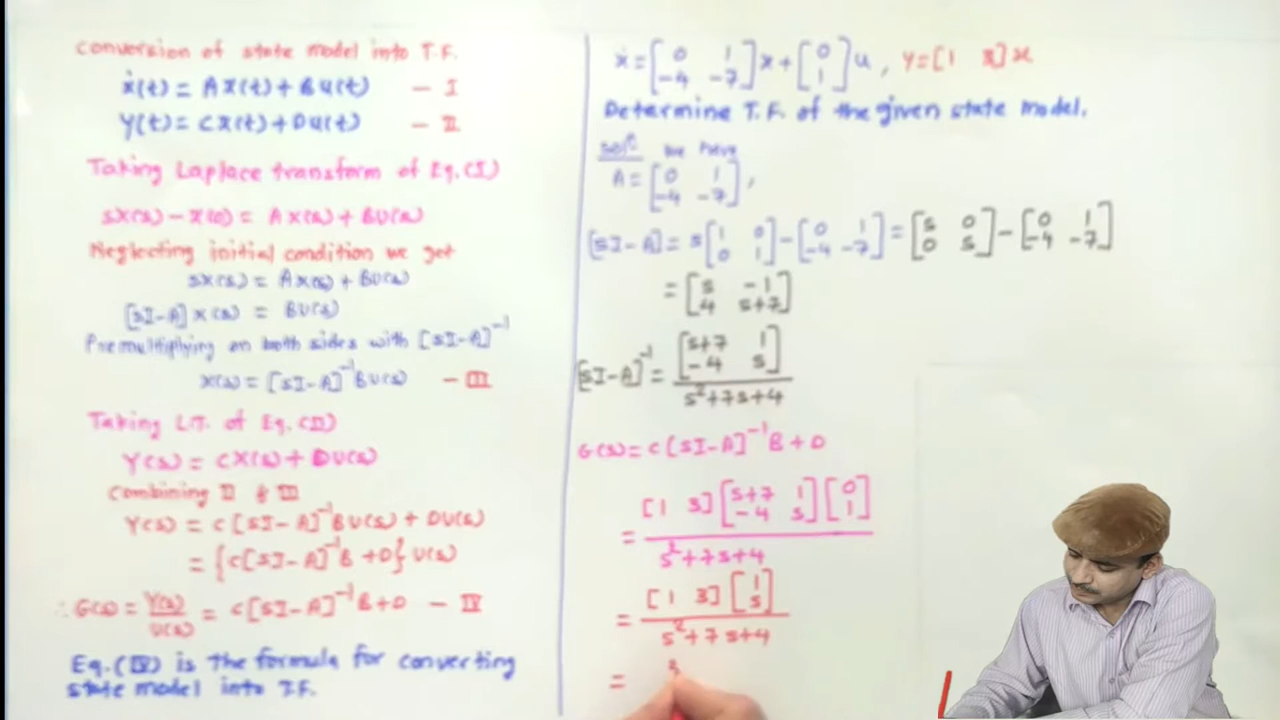 conversion of state model into T.F.
ẋ(t) = Ax(t) + Bu(t) - I
Y(t) = Cx(t) + Du(t) - II
Taking Laplace transform of Eq.(I)
sX(s) - x(0) = AX(s) + BU(s)
Neglecting initial condition we get
sX(s) = AX(s) + BU(s)
[sI-A] X(s) = BU(s)
Premultiplying on both sides with [sI-A]⁻¹
X(s) = [sI-A]⁻¹ BU(s) - III
Taking L.T. of Eq.(II)
Y(s) = CX(s) + DU(s)
Combining II & III
Y(s) = C[sI-A]⁻¹ BU(s) + DU(s)
= {C[sI-A]⁻¹ B + D} U(s)
∴ G(s) = Y(s)/U(s) = C[sI-A]⁻¹ B + D - IV
Eq.(IV) is the formula for converting
state model into T.F.
ẋ = [0 1; -4 -7] x + [0; 1] u, Y = [1 3] x
Determine T.F. of the given state model.
Solⁿ We have
A = [0 1; -4 -7],
[sI-A] = s[1 0; 0 1] - [0 1; -4 -7] = [s 0; 0 s] - [0 1; -4 -7]
= [s -1; 4 s+7]
[sI-A]⁻¹ = [s+7 1; -4 s] / s²+7s+4
G(s) = C[sI-A]⁻¹ B + D
= [1 3] [s+7 1; -4 s] [0; 1] / s²+7s+4
= [1 3] [1; s] / s²+7s+4
=